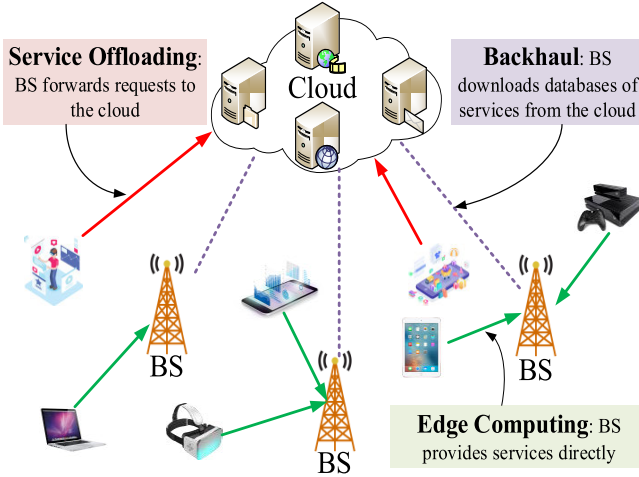 Service Offloading:
BS forwards requests to
the cloud
Cloud
Backhaul: BS
downloads databases of
services from the cloud
BS
BS
BS
Edge Computing: BS
provides services directly